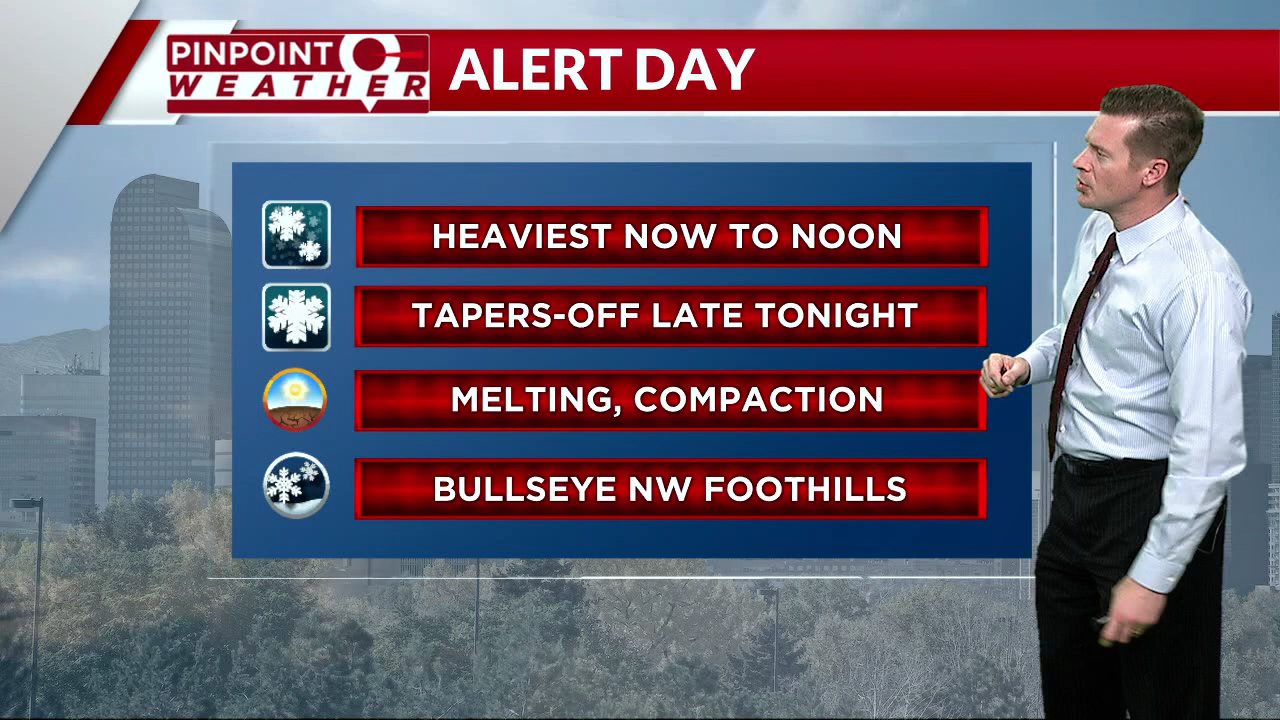 PINPOINT
WEATHER
ALERT DAY
HEAVIEST NOW TO NOON
TAPERS-OFF LATE TONIGHT
MELTING, COMPACTION
BULLSEYE NW FOOTHILLS